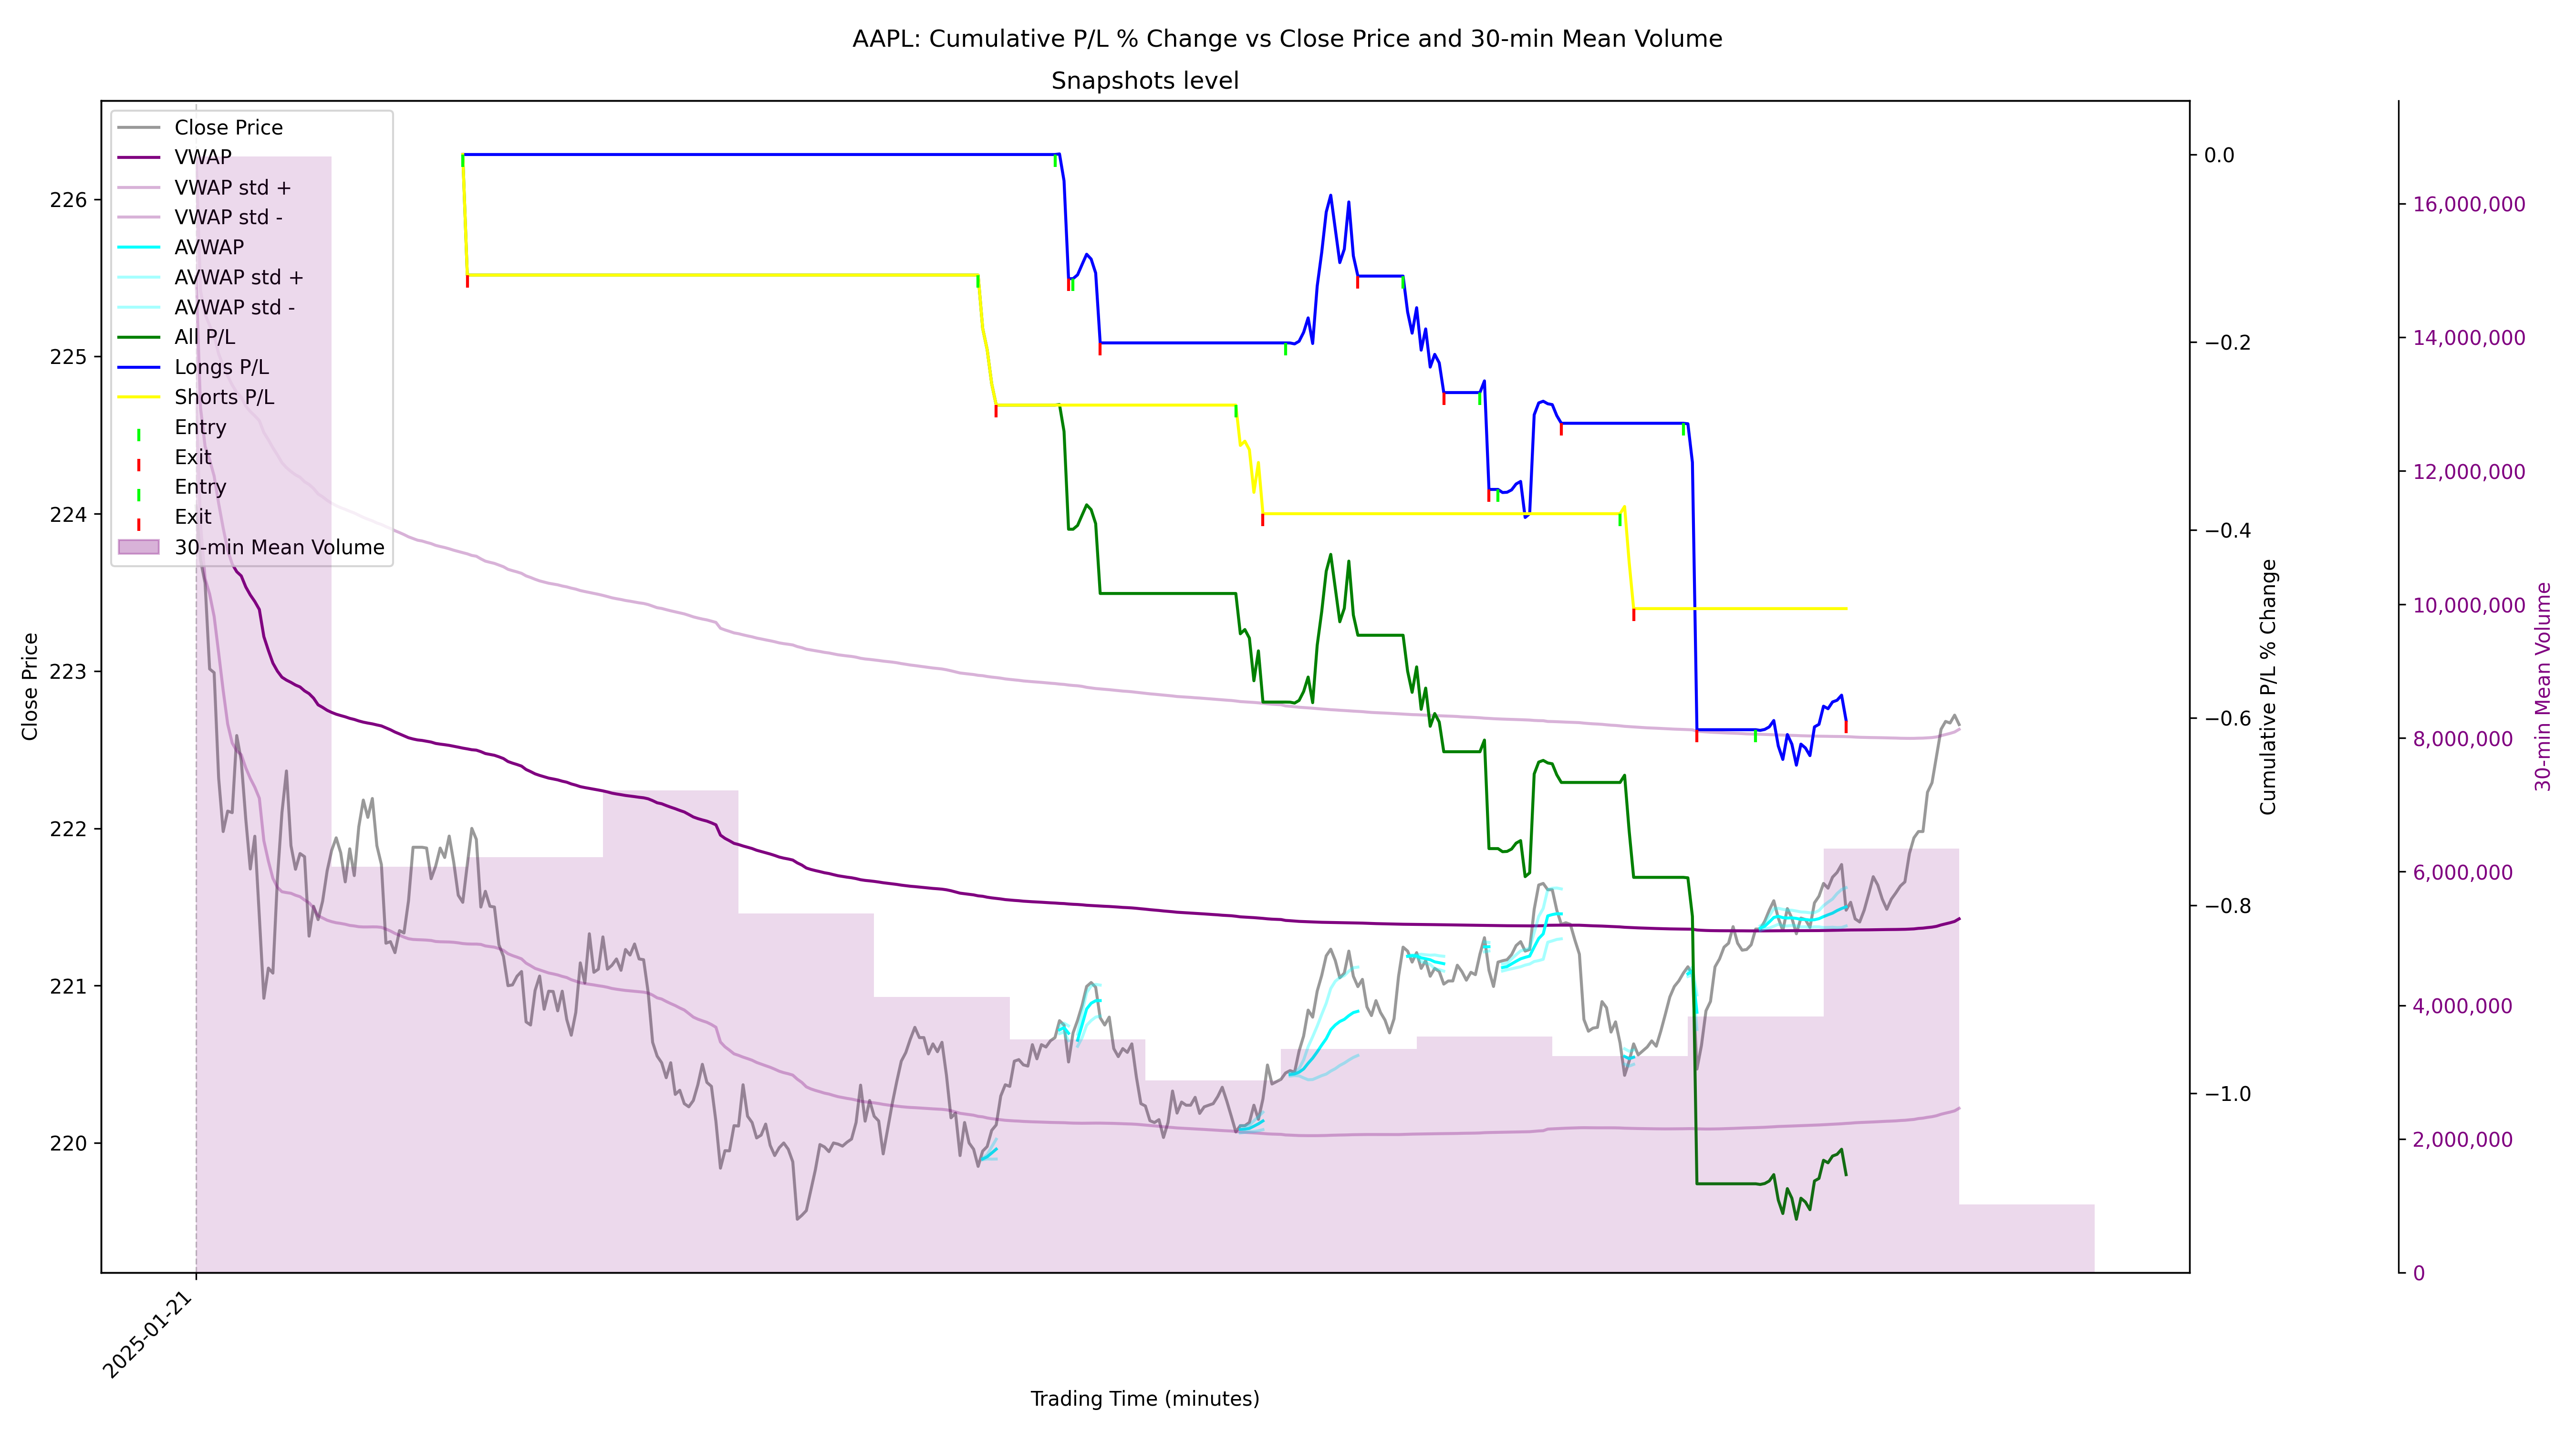 AAPL: Cumulative P/L % Change vs Close Price and 30-min Mean Volume
Snapshots level
Close Price
VWAP
VWAP std +
VWAP std -
AVWAP
AVWAP std +
AVWAP std -
All P/L
Longs P/L
Shorts P/L
Entry
Exit
Entry
Exit
30-min Mean Volume
226
225
224
223
222
221
220
Close Price
0.0
−0.2
−0.4
−0.6
−0.8
−1.0
Cumulative P/L % Change
16,000,000
14,000,000
12,000,000
10,000,000
8,000,000
6,000,000
4,000,000
2,000,000
0
30-min Mean Volume
2025-01-21
Trading Time (minutes)